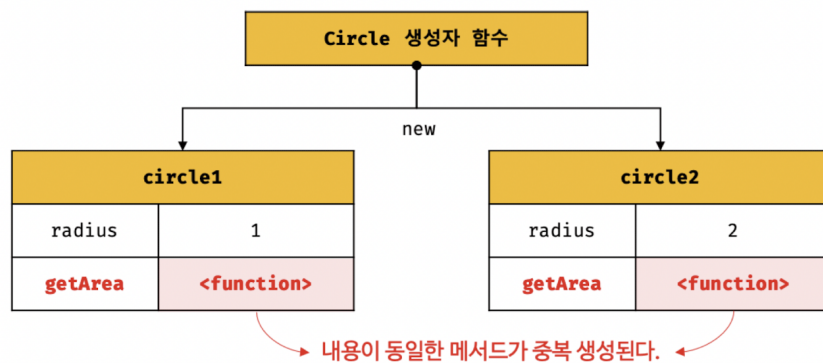 Circle 생성자 함수
new
circle1
circle2
radius 1
radius 2
getArea <function>
getArea <function>
내용이 동일한 메서드가 중복 생성된다.